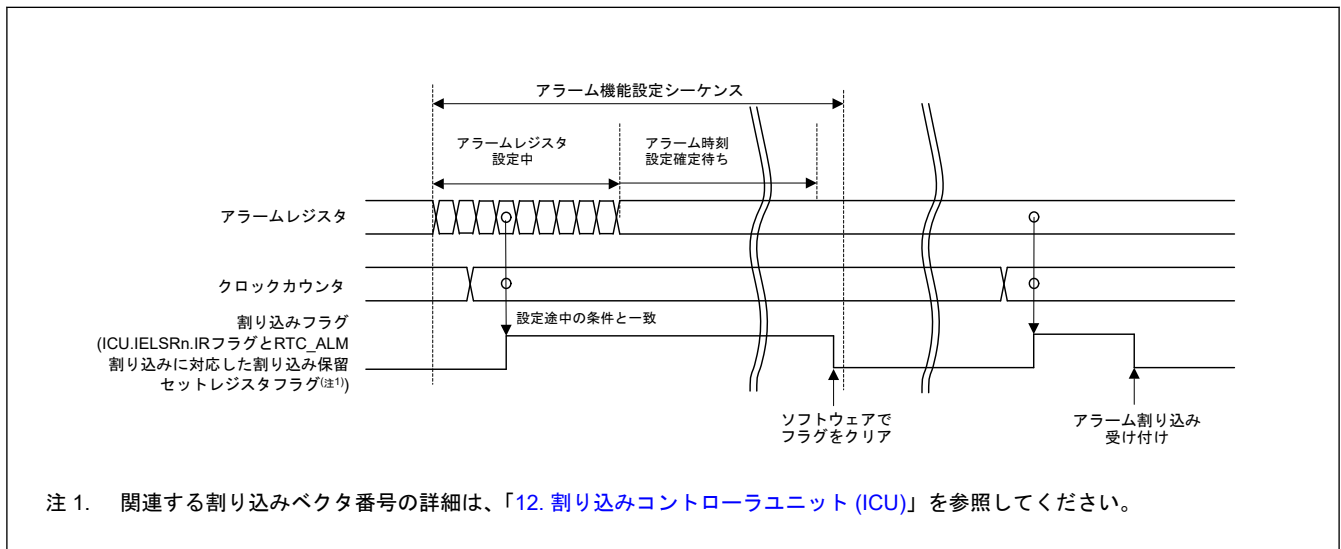 アラーム機能設定シーケンス
アラームレジスタ
設定中
アラーム時刻
設定確定待ち
アラームレジスタ
クロックカウンタ
設定途中の条件と一致
割り込みフラグ
(ICU.IELSRn.IRフラグとRTC_ALM
割り込みに対応した割り込み保留
セットレジスタフラグ(注1))
ソフトウェアで
フラグをクリア
アラーム割り込み
受け付け
注 1. 関連する割り込みベクタ番号の詳細は、「12. 割り込みコントローラユニット (ICU)」を参照してください。